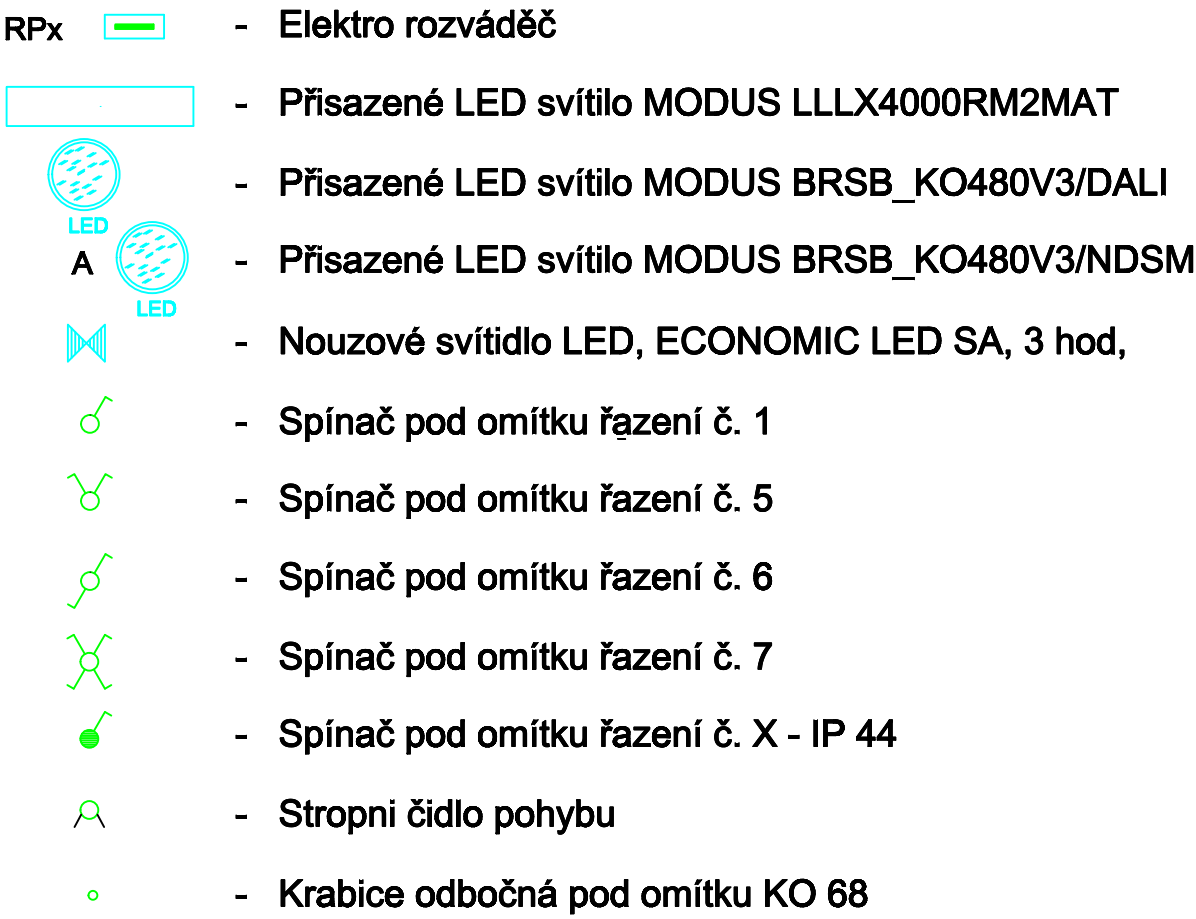 RPx - Elektro rozváděč
- Přisazené LED svítilo MODUS LLLX4000RM2MAT
- Přisazené LED svítilo MODUS BRSB_KO480V3/DALI
LED
A - Přisazené LED svítilo MODUS BRSB_KO480V3/NDSM
LED
- Nouzové svítidlo LED, ECONOMIC LED SA, 3 hod,
- Spínač pod omítku řazení č. 1
- Spínač pod omítku řazení č. 5
- Spínač pod omítku řazení č. 6
- Spínač pod omítku řazení č. 7
- Spínač pod omítku řazení č. X - IP 44
- Stropni čidlo pohybu
- Krabice odbočná pod omítku KO 68